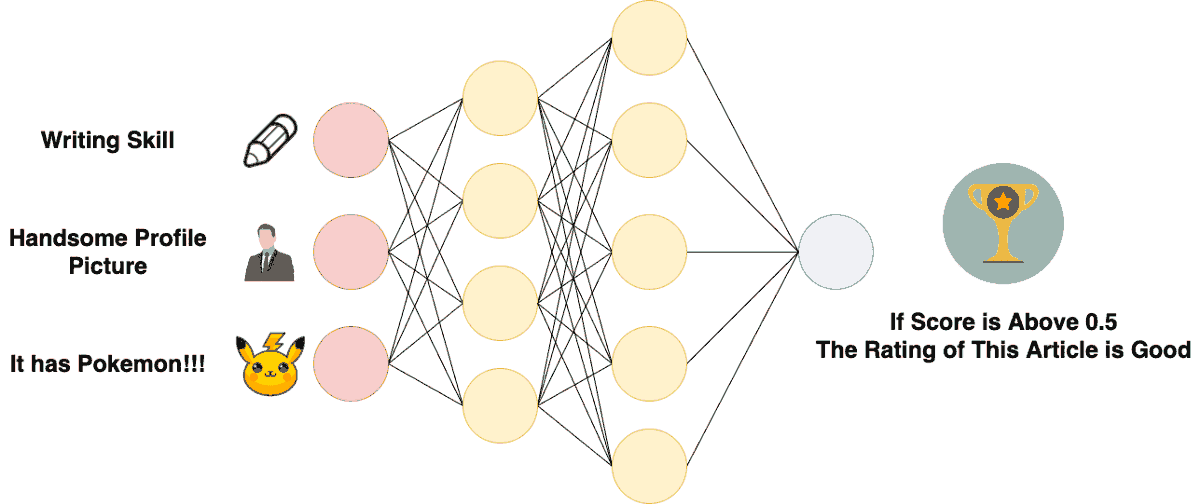 Writing Skill
Handsome Profile
Picture
It has Pokemon!!!
If Score is Above 0.5
The Rating of This Article is Good